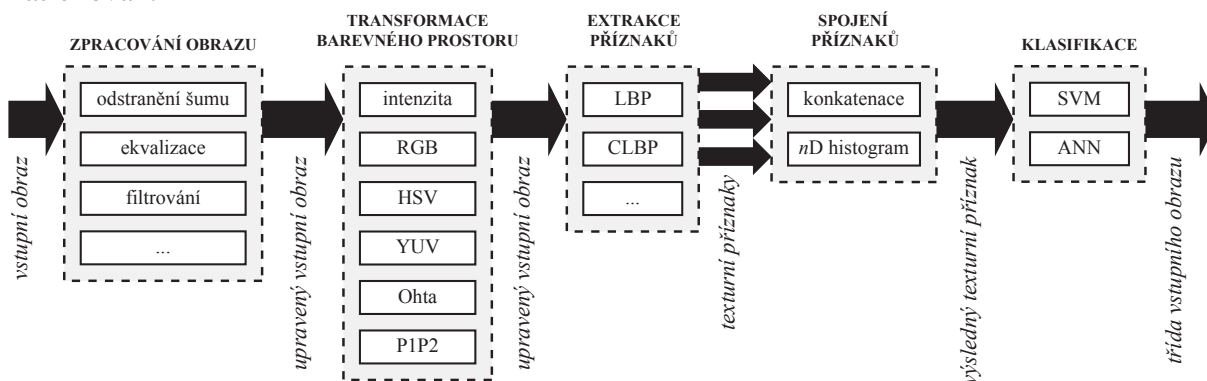 ZPRACOVÁNÍ OBRAZU
odstranění šumu
ekvalizace
filtrování
...
TRANSFORMACE
BAREVNÉHO PROSTORU
intenzita
RGB
HSV
YUV
Ohta
P1P2
EXTRAKCE
PŘÍZNAKŮ
LBP
CLBP
...
SPOJENÍ
PŘÍZNAKŮ
konkatenace
nD histogram
KLASIFIKACE
SVM
ANN
vstupní obraz
upravený vstupní obraz
upravený vstupní obraz
texturní příznaky
výsledný texturní příznak
třída vstupního obrazu